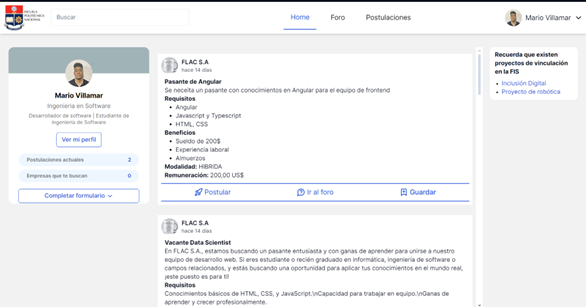 ESCUELA
POLITÉCNICA
NACIONAL
Buscar
Home
Foro
Postulaciones
Mario Villamar
Mario Villamar
Ingeniería en Software
Desarrollador de software | Estudiante de
Ingeniería de Software
Ver mi perfil
Postulaciones actuales 2
Empresas que te buscan 0
Completar formulario
FLAC S.A
hace 14 días
Pasante de Angular
Se neceita un pasante con conocimientos en Angular para el equipo de frontend
Requisitos
• Angular
• Javascript y Typescript
• HTML, CSS
Beneficios
• Sueldo de 200$
• Experiencia laboral
• Almuerzos
Modalidad: HIBRIDA
Remuneración: 200,00 US$
Postular
Ir al foro
Guardar
FLAC S.A
hace 14 días
Vacante Data Scientist
En FLAC S.A., estamos buscando un pasante entusiasta y con ganas de aprender para unirse a nuestro
equipo de desarrollo web. Si eres estudiante o recién graduado en Informática, ingeniería de software o
campos relacionados, y estás buscando una oportunidad para aplicar tus conocimientos en el mundo real,
¡este puesto es para ti!
Requisitos
Conocimientos básicos de HTML, CSS, y JavaScript.\nCapacidad para trabajar en equipo.\nGanas de
aprender y crecer profesionalmente.
Recuerda que existen
proyectos de vinculación
en la FIS
• Inclusión Digital
• Proyecto de robótica